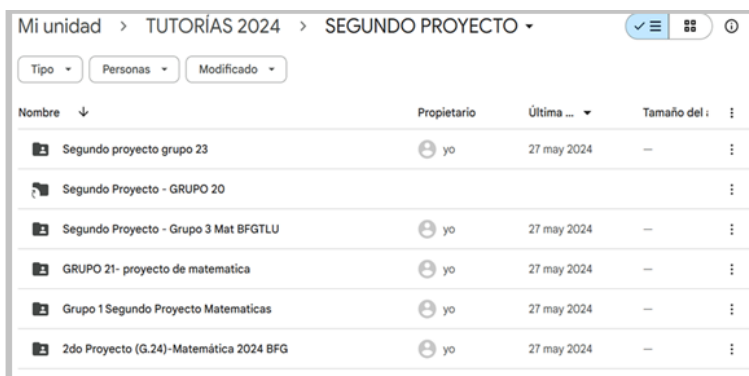 Mi unidad > TUTORÍAS 2024 > SEGUNDO PROYECTO
Tipo Personas Modificado
Nombre Propietario Última ... Tamaño del
Segundo proyecto grupo 23 yo 27 may 2024 —
Segundo Proyecto - GRUPO 20
Segundo Proyecto - Grupo 3 Mat BFGTLU yo 27 may 2024 —
GRUPO 21- proyecto de matematica yo 27 may 2024 —
Grupo 1 Segundo Proyecto Matematicas yo 27 may 2024 —
2do Proyecto (G.24)-Matemática 2024 BFG yo 27 may 2024 —